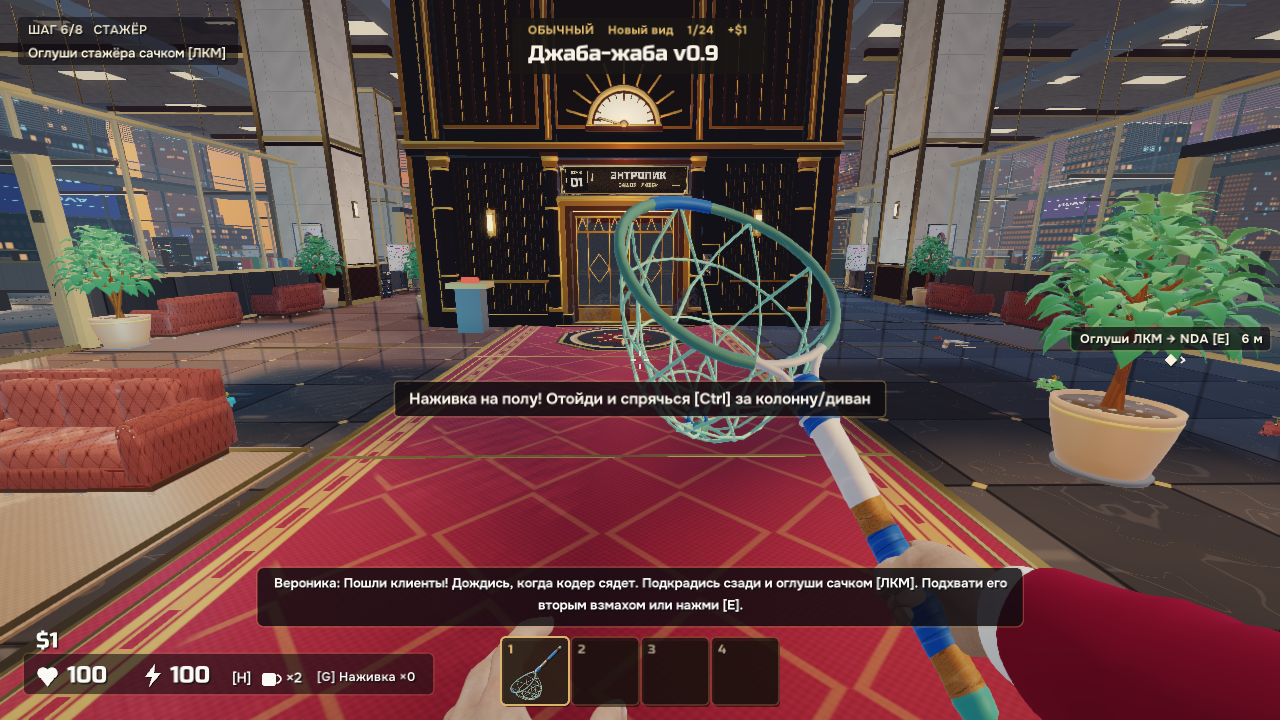 ШАГ 6/8 СТАЖЁР
Оглуши стажёра сачком [ЛКМ]
ОБЫЧНЫЙ Новый вид 1/24 +$1
Джаба-жаба v0.9
01 ЭНТРОПИК
Оглуши ЛКМ → NDA [E] 6 м
Наживка на полу! Отойди и спрячься [Ctrl] за колонну/диван
Вероника: Пошли клиенты! Дождись, когда кодер сядет. Подкрадись сзади и оглуши сачком [ЛКМ]. Подхвати его
вторым взмахом или нажми [E].
$1
100 100 [H] ×2 [G] Наживка ×0
1 2 3 4